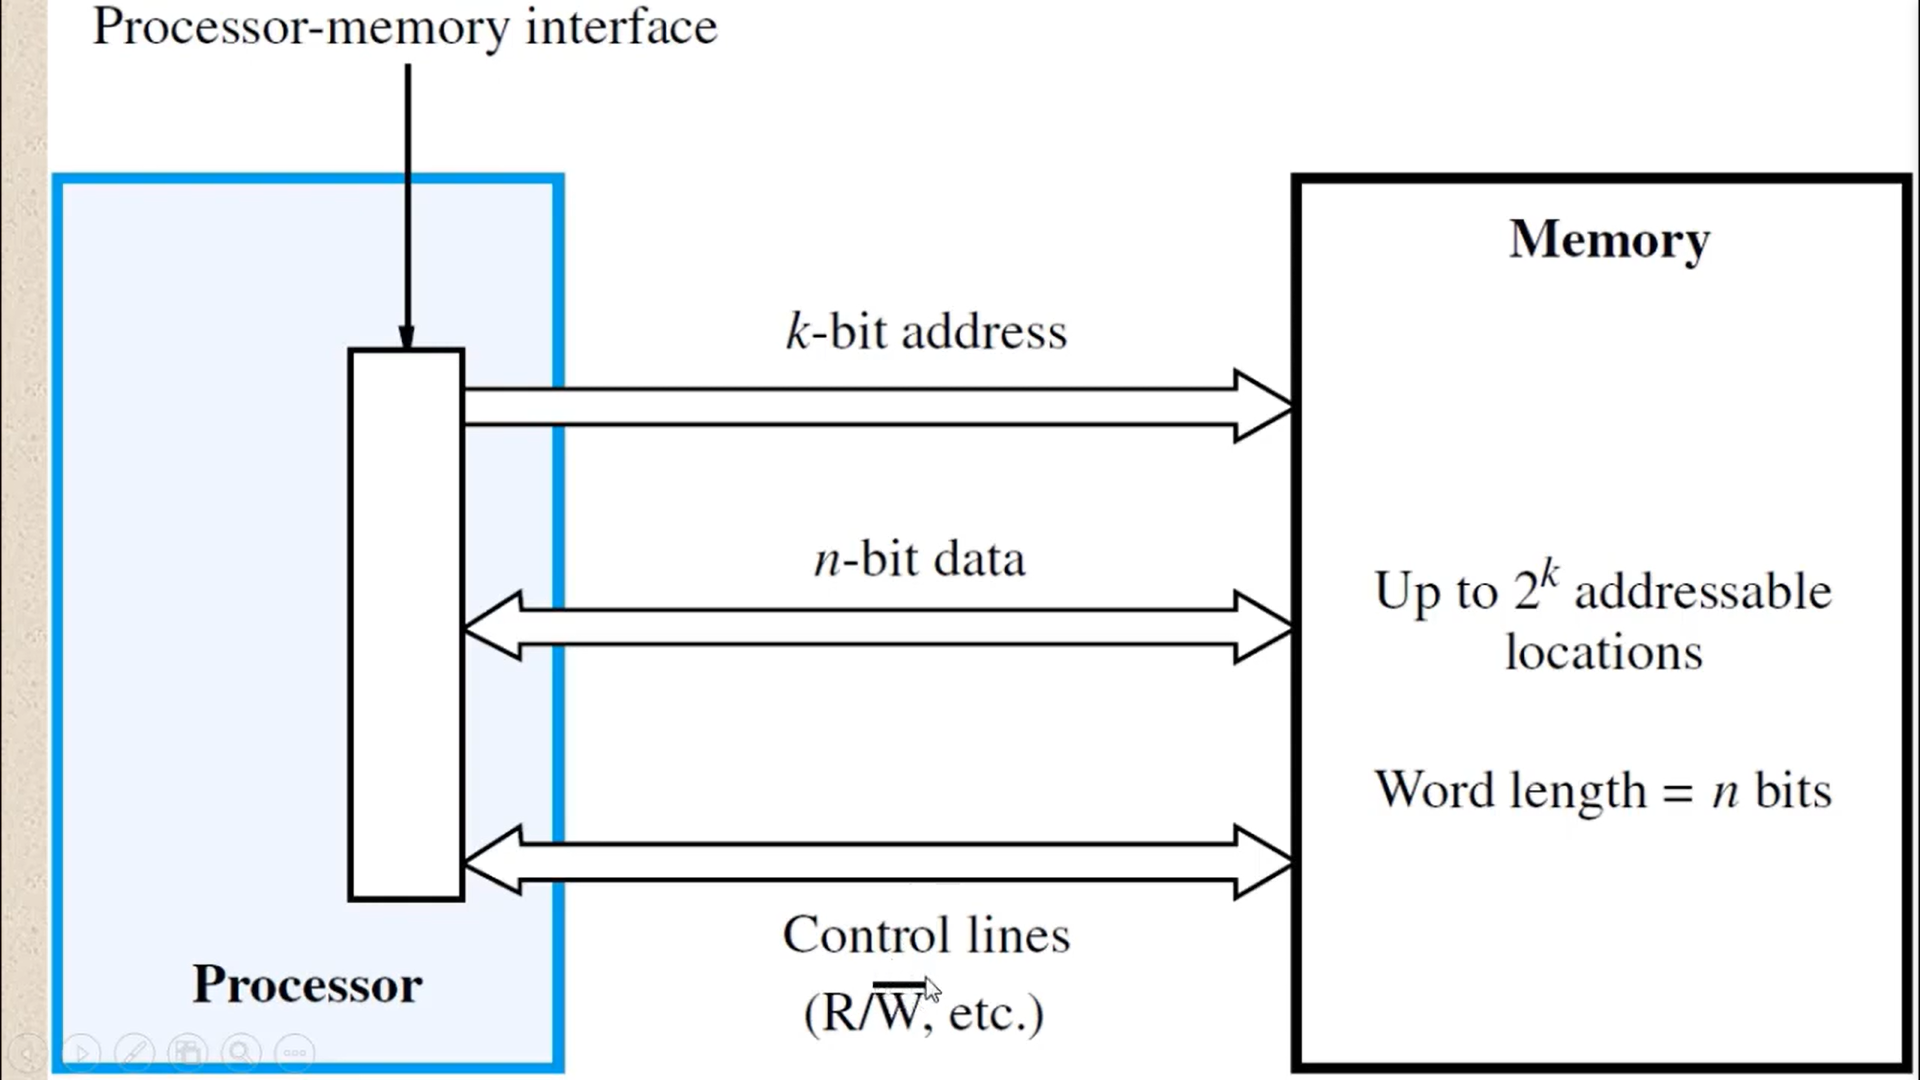 Processor-memory interface
Memory
k-bit address
n-bit data
Up to 2^k addressable
locations
Word length = n bits
Control lines
(R/W̅, etc.)
Processor